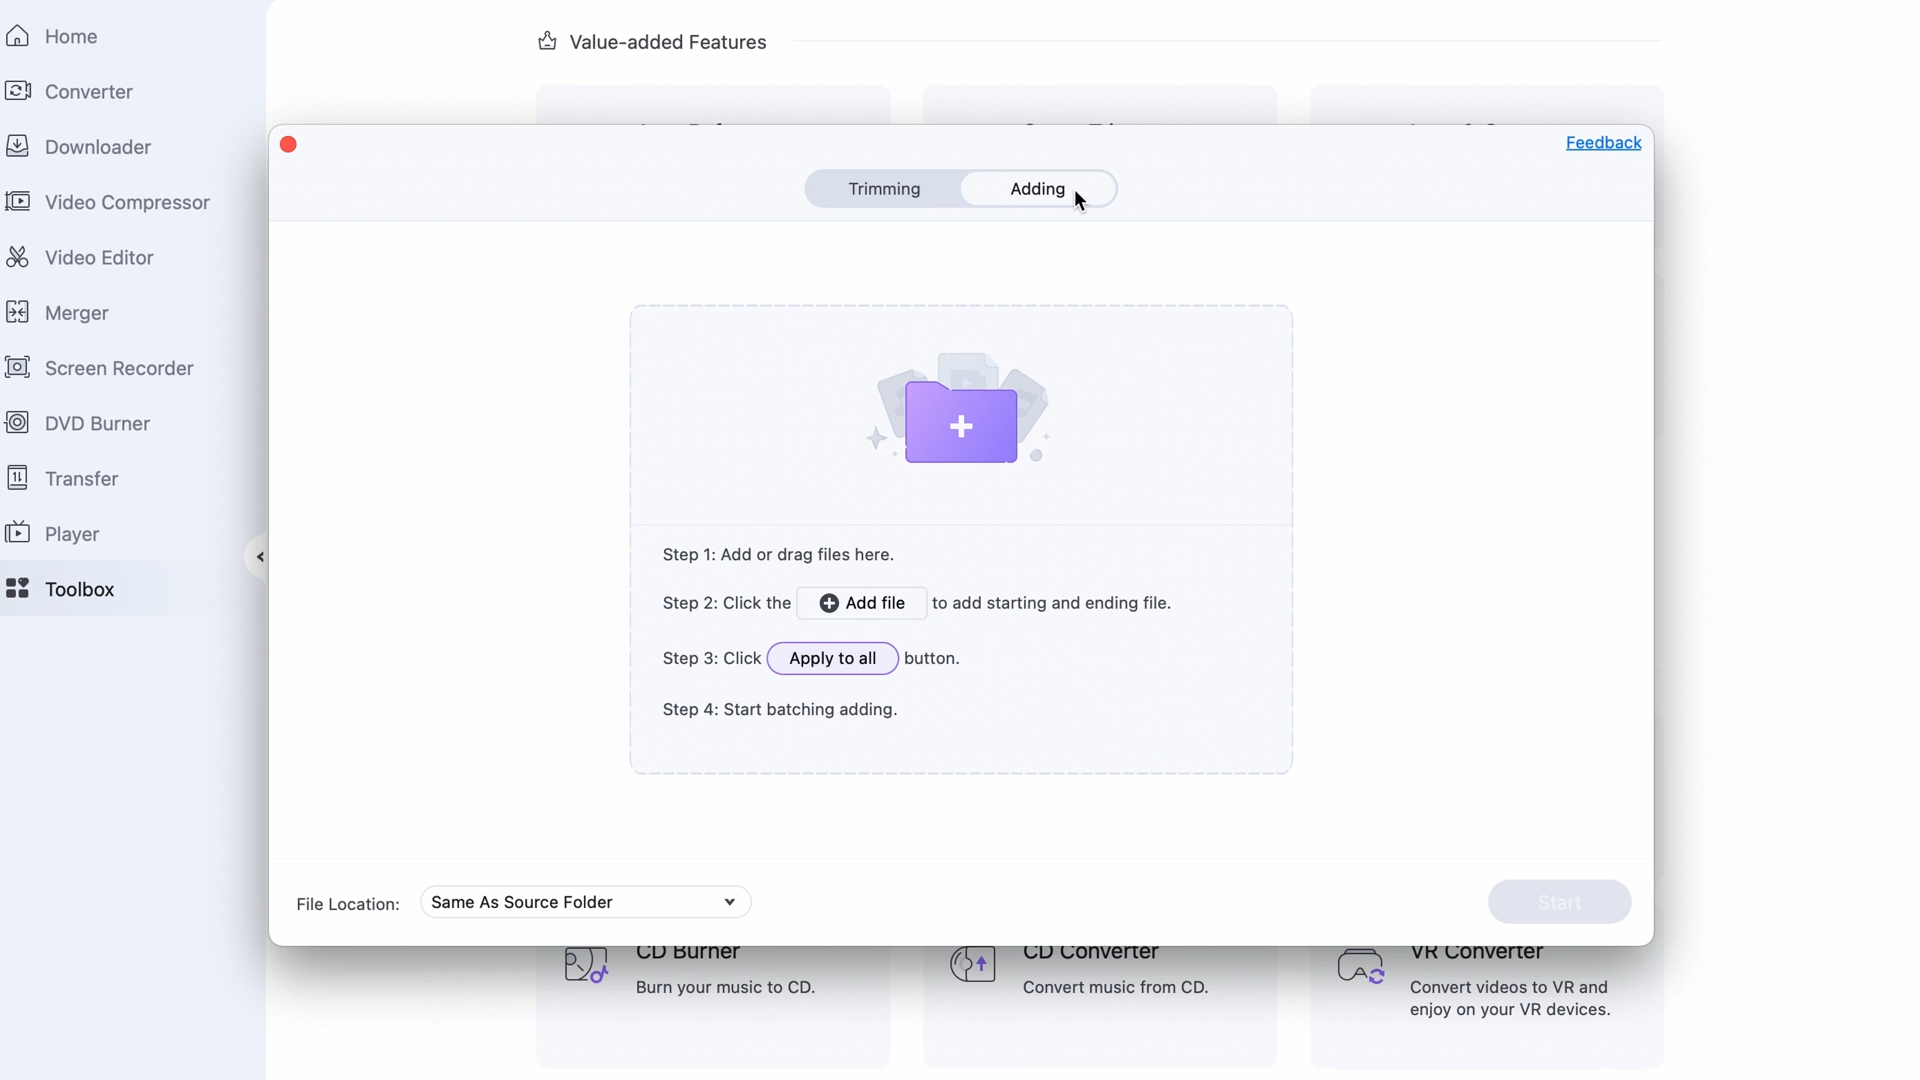 Home
Converter
Downloader
Video Compressor
Video Editor
Merger
Screen Recorder
DVD Burner
Transfer
Player
Toolbox
Value-added Features
Feedback
Trimming
Adding
Step 1: Add or drag files here.
Step 2: Click the Add file to add starting and ending file.
Step 3: Click Apply to all button.
Step 4: Start batching adding.
File Location: Same As Source Folder
Start
CD Burner
Burn your music to CD.
CD Converter
Convert music from CD.
VR Converter
Convert videos to VR and
enjoy on your VR devices.